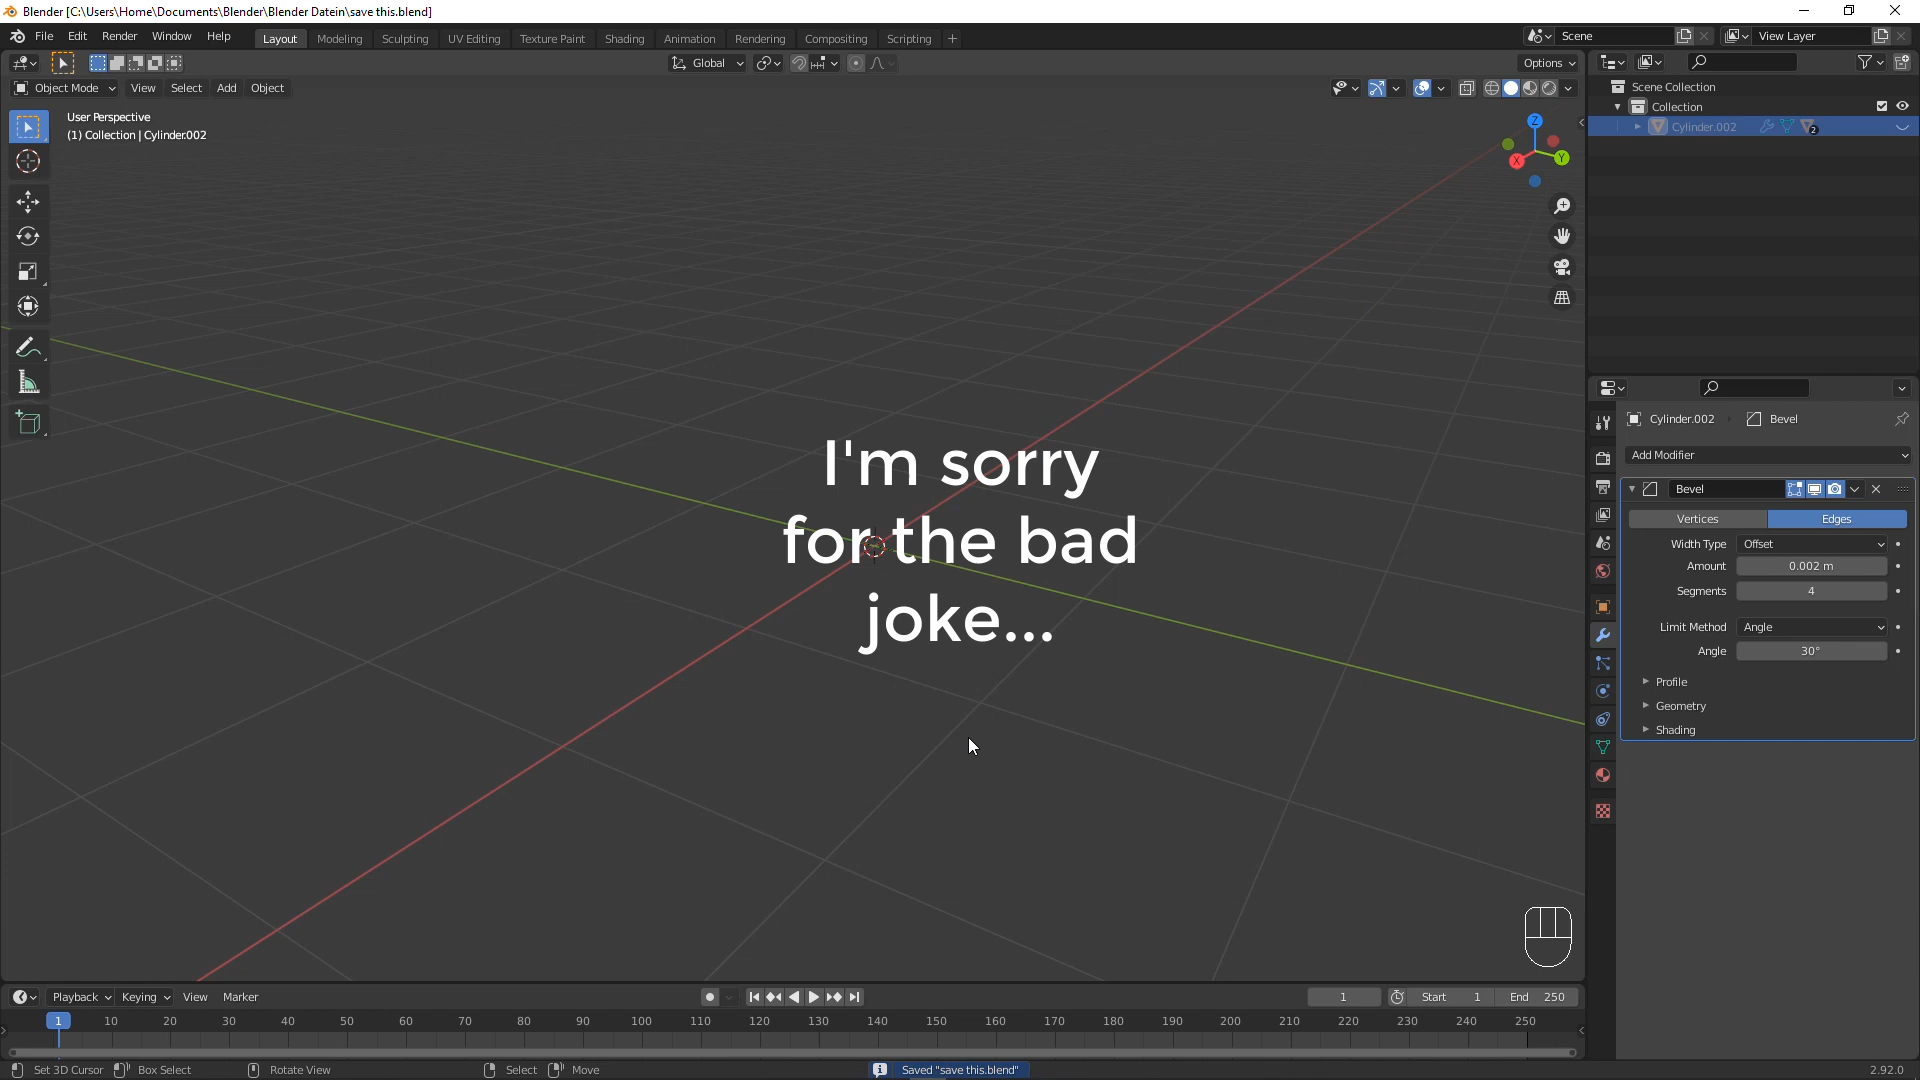 Blender [C:\Users\Home\Documents\Blender\Blender Datein\save this.blend]
File Edit Render Window Help Layout Modeling Sculpting UV Editing Texture Paint Shading Animation Rendering Compositing Scripting + Scene View Layer
Global Options
Object Mode View Select Add Object
User Perspective
(1) Collection | Cylinder.002
Z
Y
X
Scene Collection
Collection
Cylinder.002 2
Cylinder.002 Bevel
Add Modifier
Bevel
Vertices Edges
Width Type Offset
Amount 0.002 m
Segments 4
Limit Method Angle
Angle 30°
Profile
Geometry
Shading
I'm sorry
for the bad
joke...
Playback Keying View Marker 1 Start 1 End 250
1 10 20 30 40 50 60 70 80 90 100 110 120 130 140 150 160 170 180 190 200 210 220 230 240 250
Set 3D Cursor Box Select Rotate View Select Move Saved "save this.blend" 2.92.0